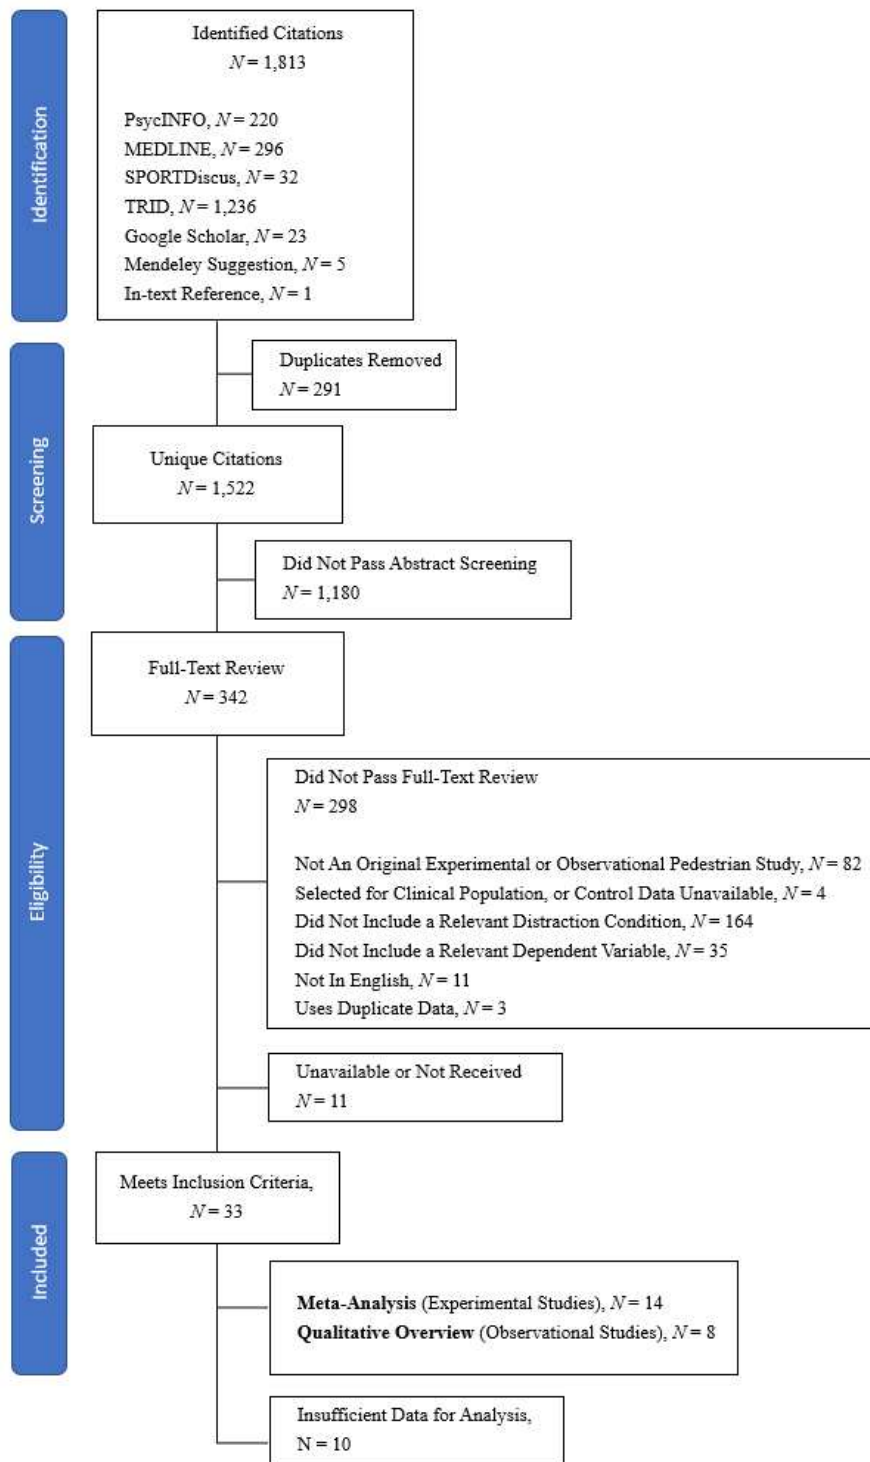 Identification
Identified Citations
N = 1,813
PsycINFO, N = 220
MEDLINE, N = 296
SPORTDiscus, N = 32
TRID, N = 1,236
Google Scholar, N = 23
Mendeley Suggestion, N = 5
In-text Reference, N = 1
Screening
Duplicates Removed
N = 291
Unique Citations
N = 1,522
Did Not Pass Abstract Screening
N = 1,180
Eligibility
Full-Text Review
N = 342
Did Not Pass Full-Text Review
N = 298
Not An Original Experimental or Observational Pedestrian Study, N = 82
Selected for Clinical Population, or Control Data Unavailable, N = 4
Did Not Include a Relevant Distraction Condition, N = 164
Did Not Include a Relevant Dependent Variable, N = 35
Not In English, N = 11
Uses Duplicate Data, N = 3
Unavailable or Not Received
N = 11
Included
Meets Inclusion Criteria,
N = 33
Meta-Analysis (Experimental Studies), N = 14
Qualitative Overview (Observational Studies), N = 8
Insufficient Data for Analysis,
N = 10